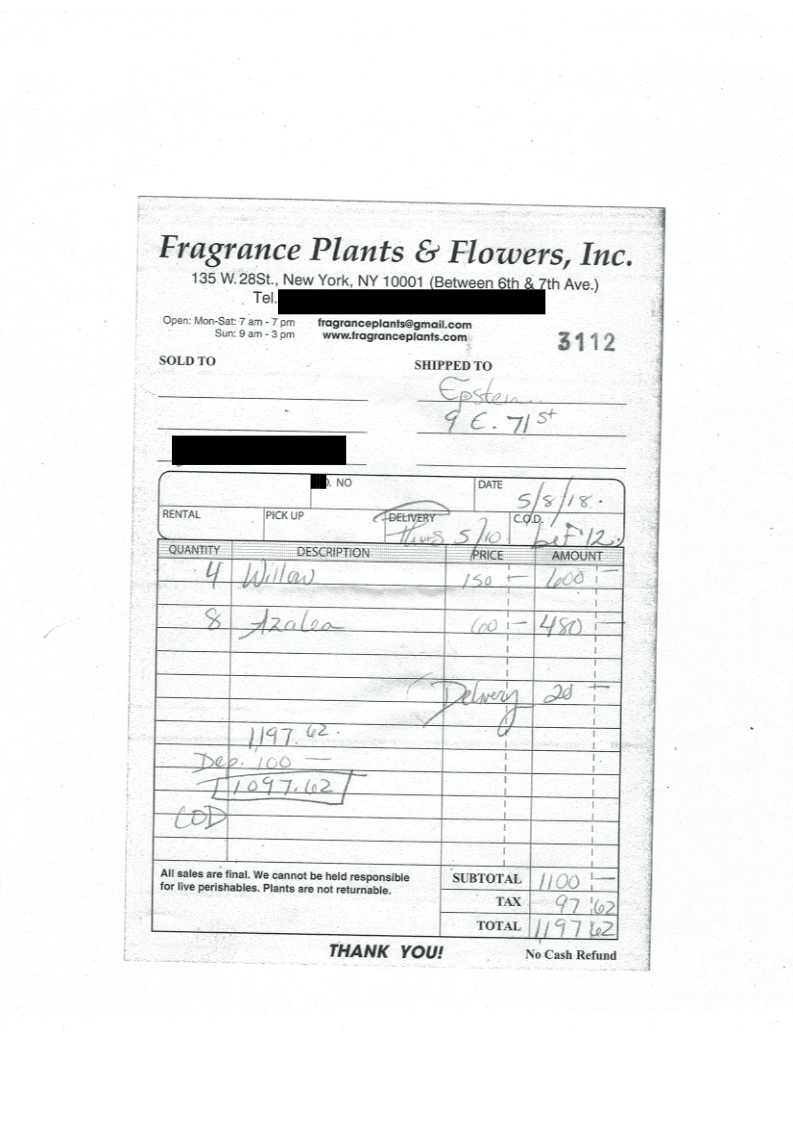 Fragrance Plants & Flowers, Inc.
135 W. 28St., New York, NY 10001 (Between 6th & 7th Ave.)
Tel.
Open: Mon-Sat: 7 am - 7 pm fragranceplants@gmail.com
Sun: 9 am - 3 pm www.fragranceplants.com
3112
SOLD TO SHIPPED TO
Epstein
9 E. 71 St
. NO DATE 5/8/18.
RENTAL PICK UP DELIVERY C.O.D.
Thurs 5/10 bef 12.
QUANTITY DESCRIPTION PRICE AMOUNT
4 Willow 150 — 600 —
8 Azalea 60 — 480 —
Delivery 20 —
1197.62.
Dep. 100 —
1097.62
COD
All sales are final. We cannot be held responsible
for live perishables. Plants are not returnable.
SUBTOTAL 1100 —
TAX 97 62
TOTAL 1197 62
THANK YOU! No Cash Refund